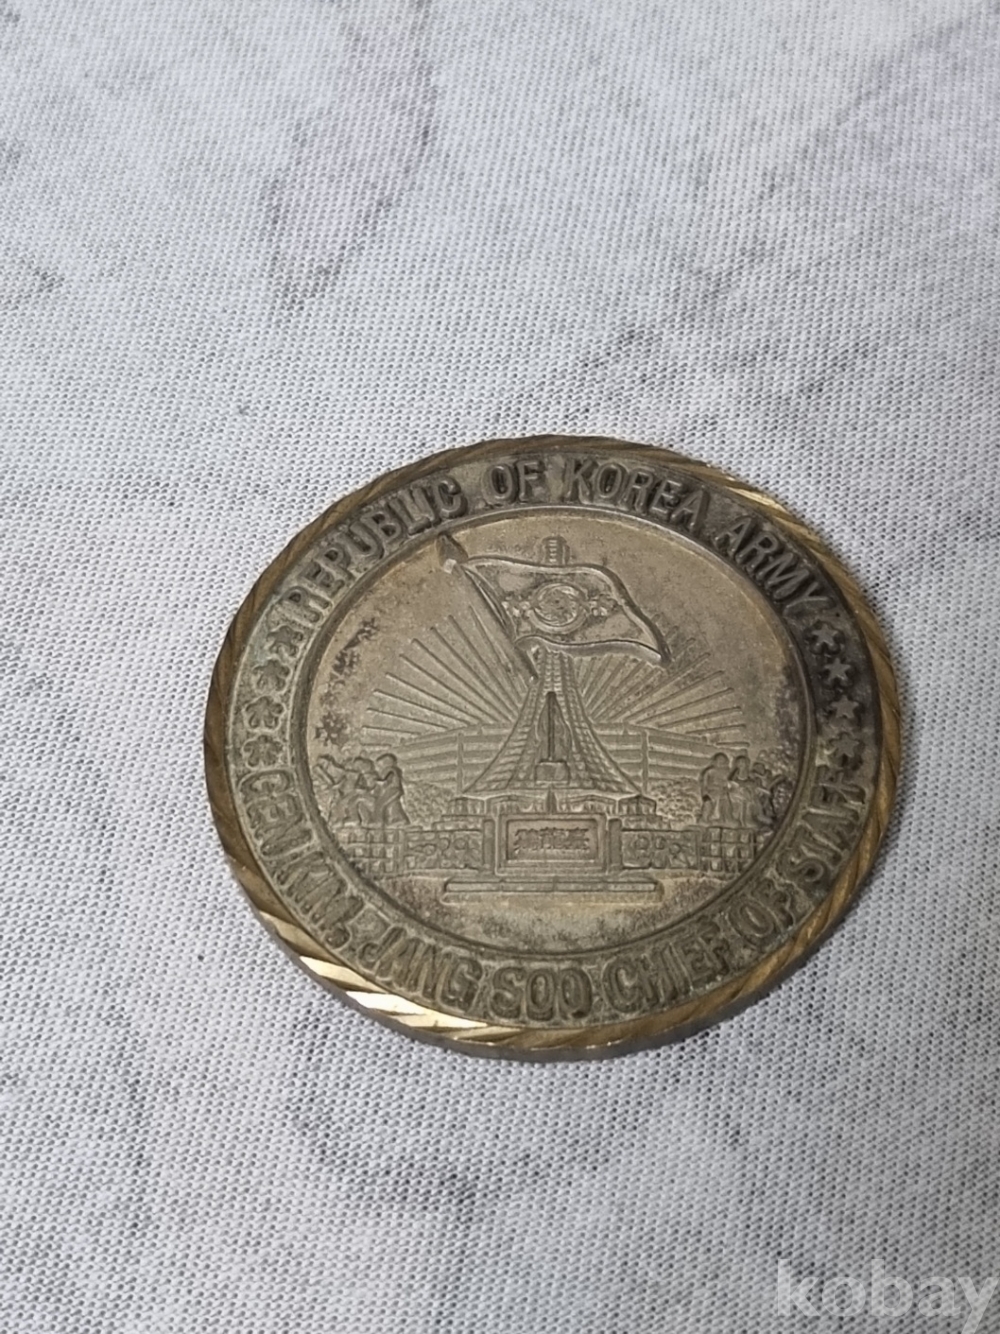 REPUBLIC OF KOREA ARMY
GEN KIM, JANG SOO CHIEF OF STAFF
kobay